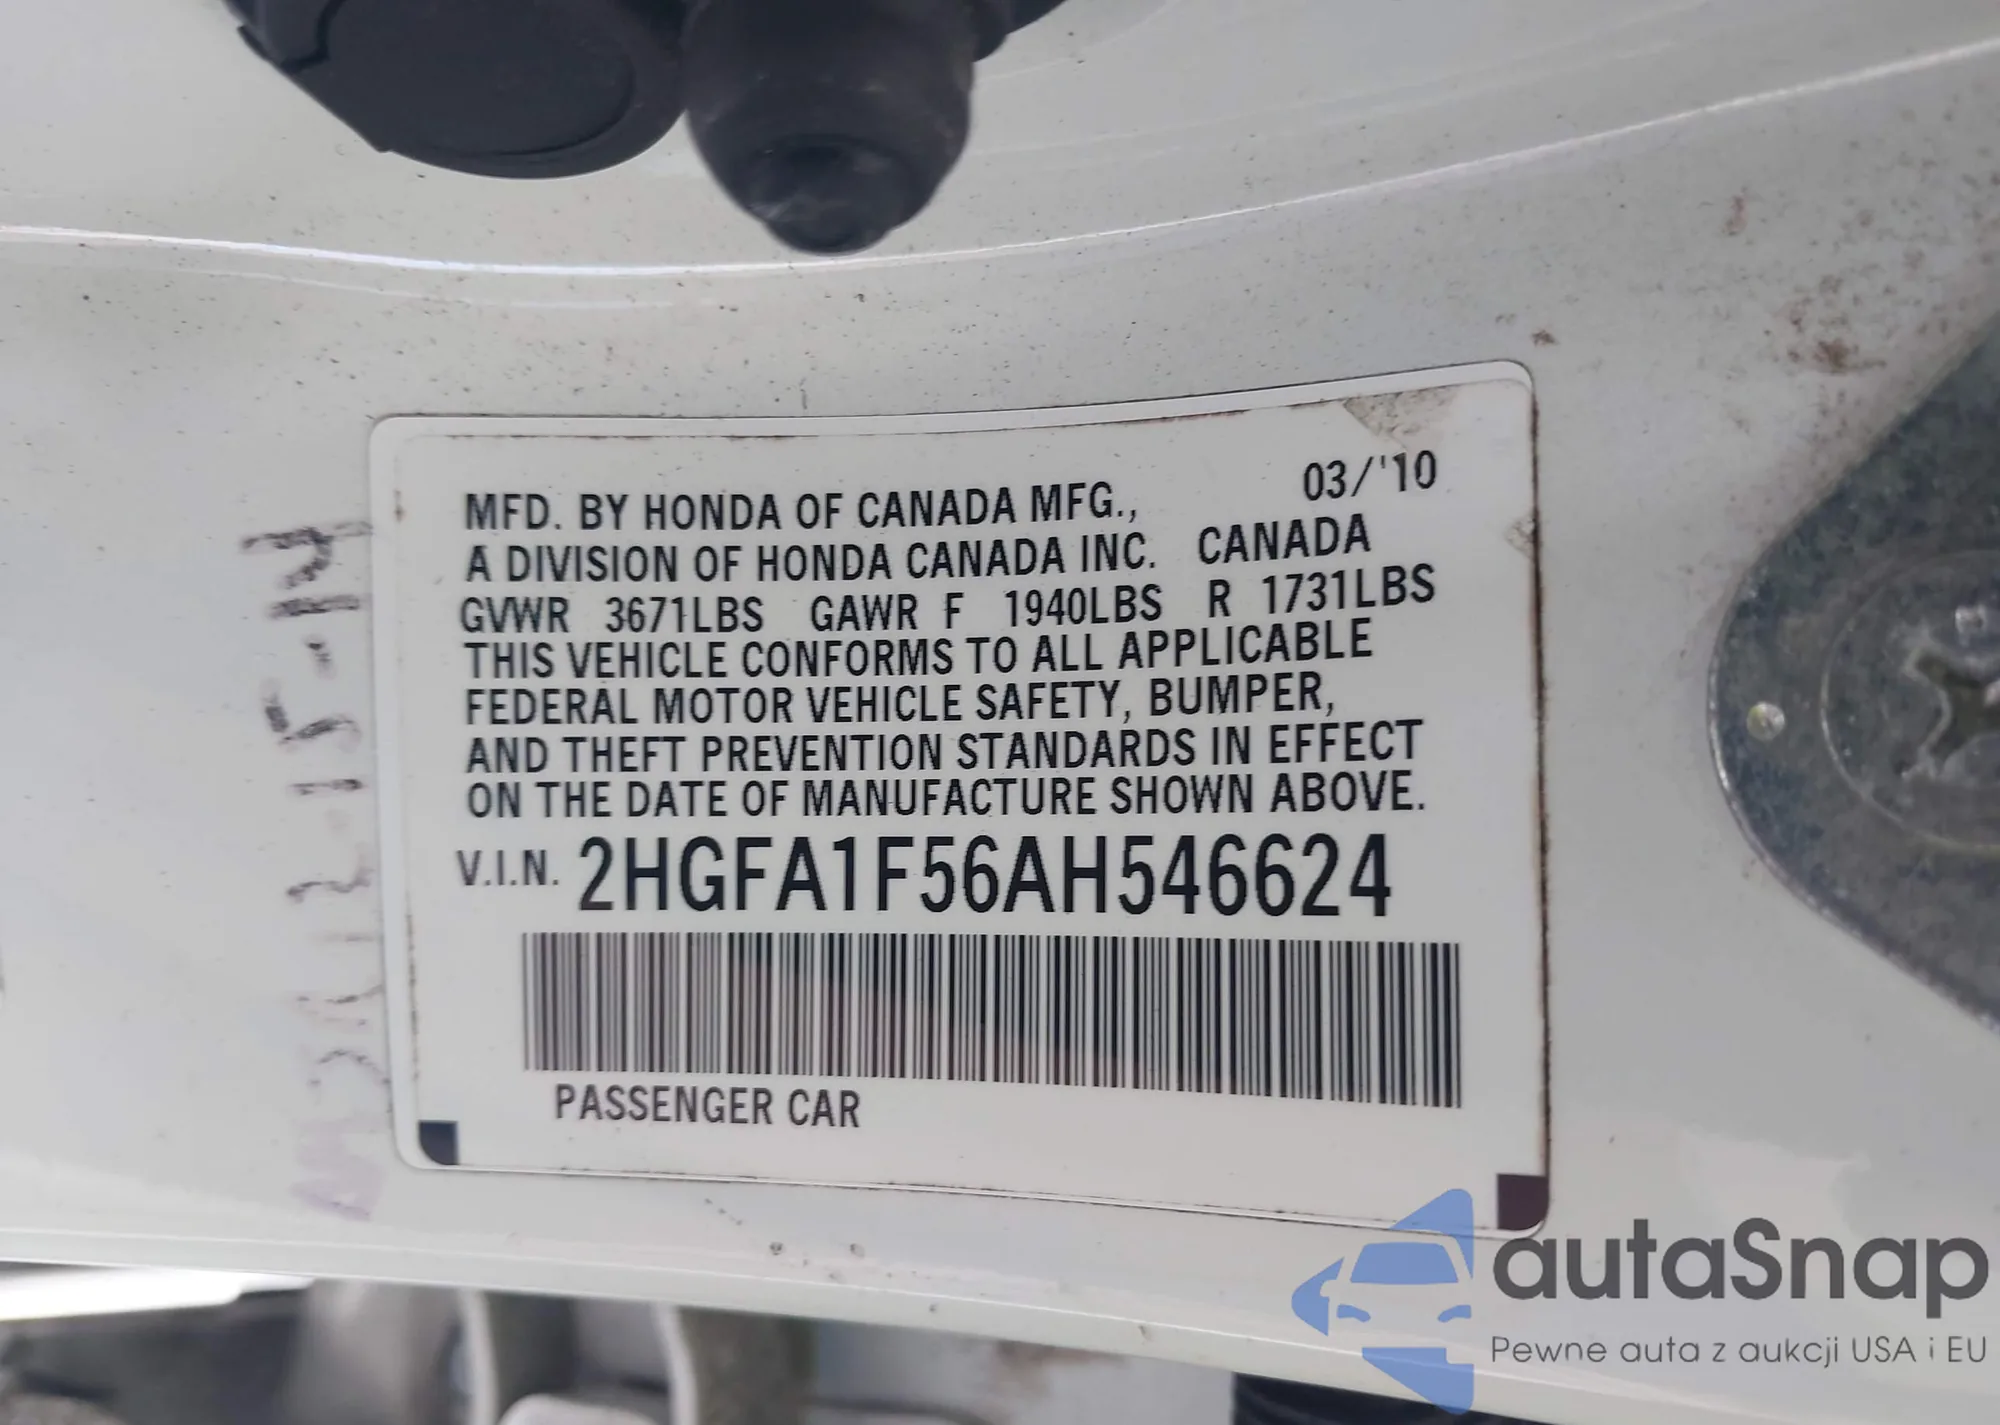 03/'10
MFD. BY HONDA OF CANADA MFG.,
A DIVISION OF HONDA CANADA INC. CANADA
GVWR 3671LBS GAWR F 1940LBS R 1731LBS
THIS VEHICLE CONFORMS TO ALL APPLICABLE
FEDERAL MOTOR VEHICLE SAFETY, BUMPER,
AND THEFT PREVENTION STANDARDS IN EFFECT
ON THE DATE OF MANUFACTURE SHOWN ABOVE.
V.I.N. 2HGFA1F56AH546624
PASSENGER CAR
autaSnap
Pewne auta z aukcji USA i EU